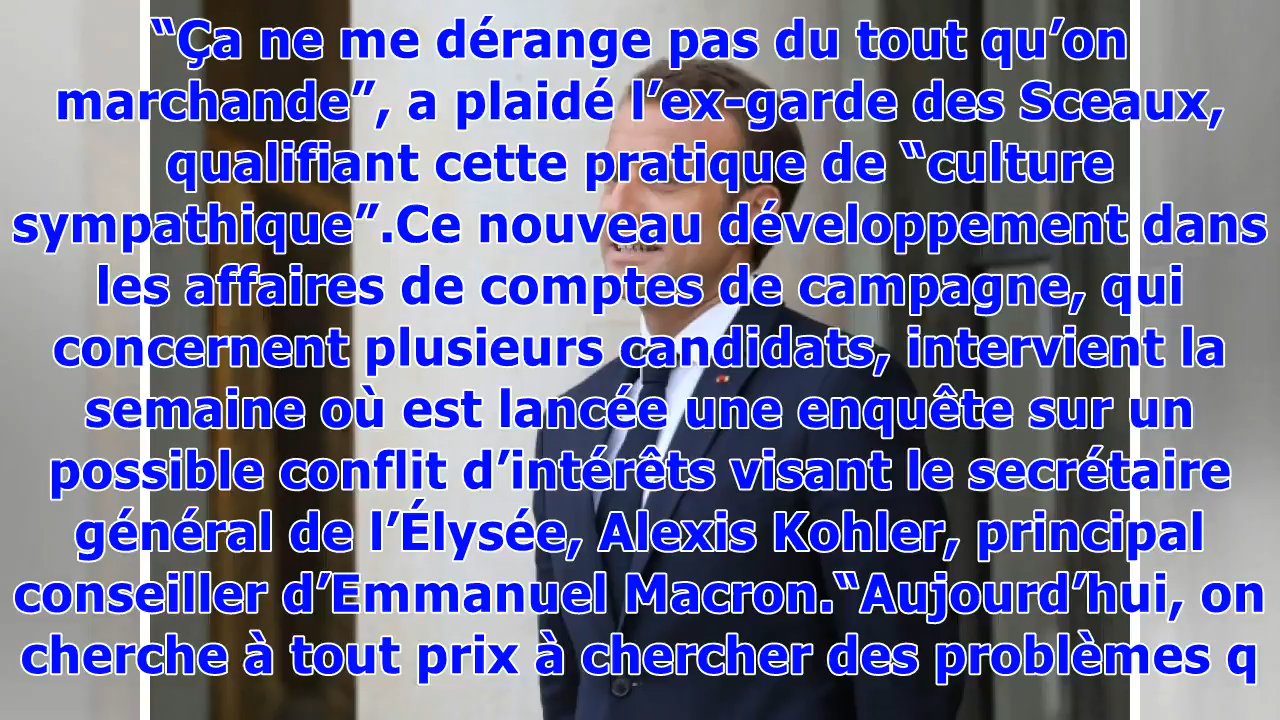 “Ça ne me dérange pas du tout qu’on
marchande”, a plaidé l’ex-garde des Sceaux,
qualifiant cette pratique de “culture
sympathique”.Ce nouveau développement dans
les affaires de comptes de campagne, qui
concernent plusieurs candidats, intervient la
semaine où est lancée une enquête sur un
possible conflit d’intérêts visant le secrétaire
général de l’Élysée, Alexis Kohler, principal
conseiller d’Emmanuel Macron.“Aujourd’hui, on
cherche à tout prix à chercher des problèmes q